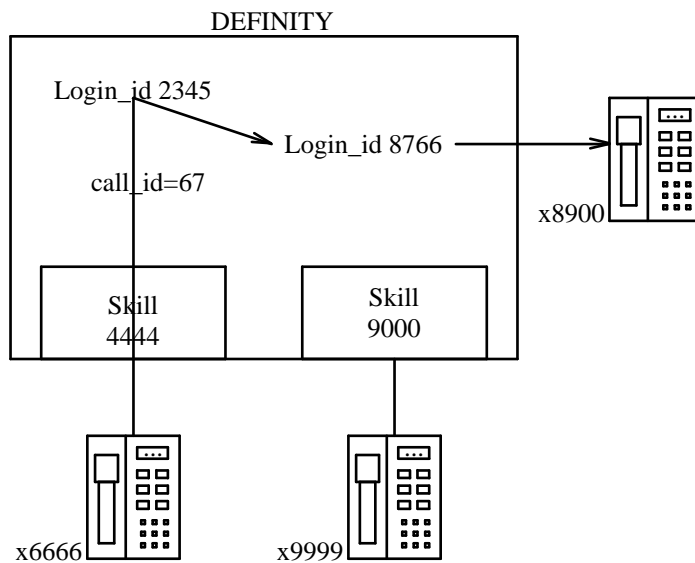 DEFINITY
Login_id 2345
Login_id 8766
call_id=67
x8900
Skill
4444
Skill
9000
x6666
x9999